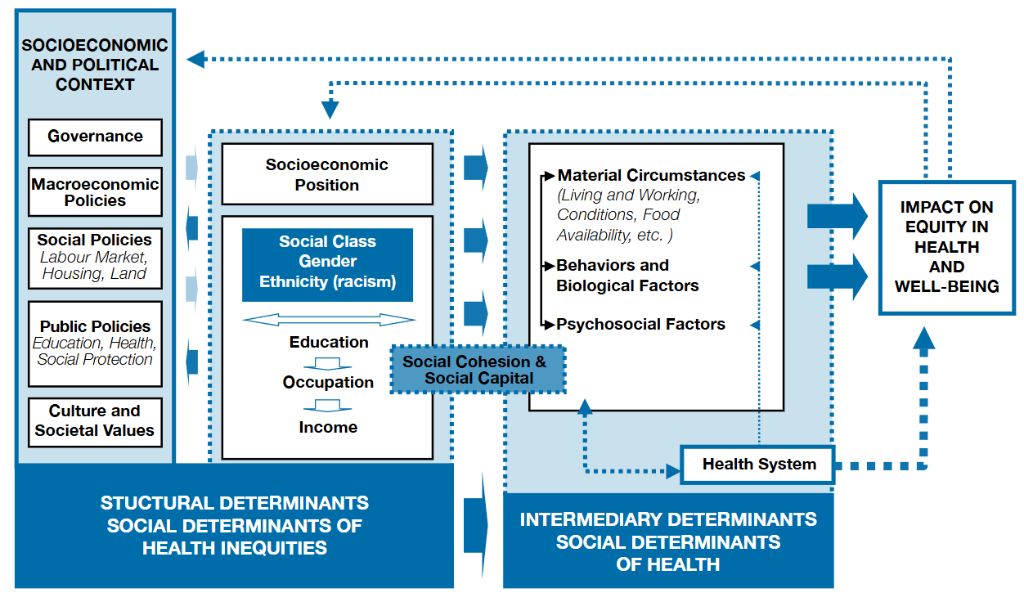 SOCIOECONOMIC
AND POLITICAL
CONTEXT
Governance
Macroeconomic
Policies
Social Policies
Labour Market,
Housing, Land
Public Policies
Education, Health,
Social Protection
Culture and
Societal Values
Socioeconomic
Position
Social Class
Gender
Ethnicity (racism)
Education
Occupation
Income
Social Cohesion &
Social Capital
Material Circumstances
(Living and Working,
Conditions, Food
Availability, etc. )
Behaviors and
Biological Factors
Psychosocial Factors
Health System
IMPACT ON
EQUITY IN
HEALTH
AND
WELL-BEING
STUCTURAL DETERMINANTS
SOCIAL DETERMINANTS OF
HEALTH INEQUITIES
INTERMEDIARY DETERMINANTS
SOCIAL DETERMINANTS
OF HEALTH